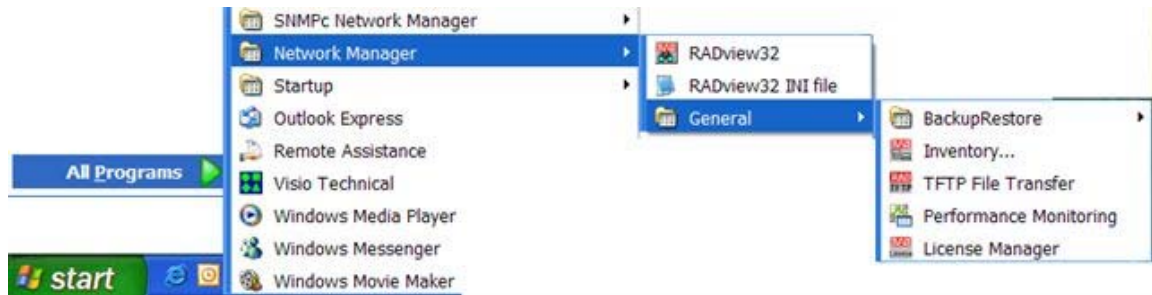 SNMPc Network Manager
Network Manager
Startup
Outlook Express
Remote Assistance
Visio Technical
Windows Media Player
Windows Messenger
Windows Movie Maker
All Programs
start
RADview32
RADview32 INI file
General
BackupRestore
Inventory...
TFTP File Transfer
Performance Monitoring
License Manager